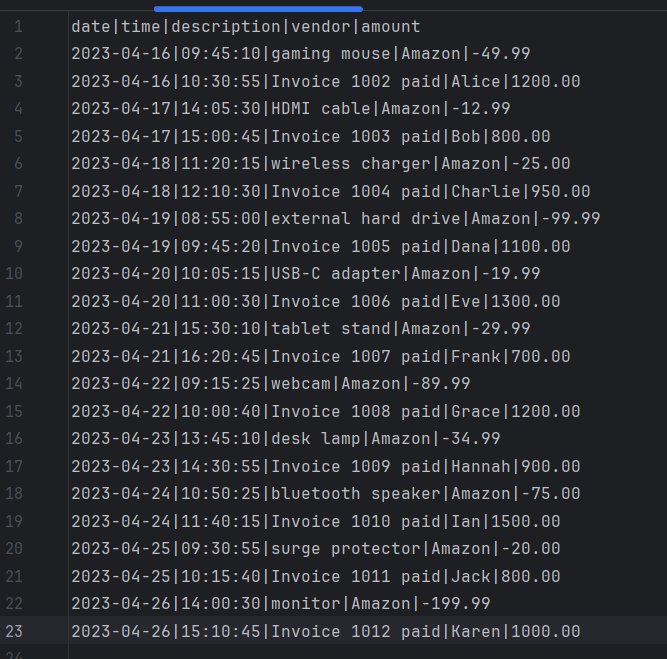 1 date|time|description|vendor|amount
2 2023-04-16|09:45:10|gaming mouse|Amazon|-49.99
3 2023-04-16|10:30:55|Invoice 1002 paid|Alice|1200.00
4 2023-04-17|14:05:30|HDMI cable|Amazon|-12.99
5 2023-04-17|15:00:45|Invoice 1003 paid|Bob|800.00
6 2023-04-18|11:20:15|wireless charger|Amazon|-25.00
7 2023-04-18|12:10:30|Invoice 1004 paid|Charlie|950.00
8 2023-04-19|08:55:00|external hard drive|Amazon|-99.99
9 2023-04-19|09:45:20|Invoice 1005 paid|Dana|1100.00
10 2023-04-20|10:05:15|USB-C adapter|Amazon|-19.99
11 2023-04-20|11:00:30|Invoice 1006 paid|Eve|1300.00
12 2023-04-21|15:30:10|tablet stand|Amazon|-29.99
13 2023-04-21|16:20:45|Invoice 1007 paid|Frank|700.00
14 2023-04-22|09:15:25|webcam|Amazon|-89.99
15 2023-04-22|10:00:40|Invoice 1008 paid|Grace|1200.00
16 2023-04-23|13:45:10|desk lamp|Amazon|-34.99
17 2023-04-23|14:30:55|Invoice 1009 paid|Hannah|900.00
18 2023-04-24|10:50:25|bluetooth speaker|Amazon|-75.00
19 2023-04-24|11:40:15|Invoice 1010 paid|Ian|1500.00
20 2023-04-25|09:30:55|surge protector|Amazon|-20.00
21 2023-04-25|10:15:40|Invoice 1011 paid|Jack|800.00
22 2023-04-26|14:00:30|monitor|Amazon|-199.99
23 2023-04-26|15:10:45|Invoice 1012 paid|Karen|1000.00
24